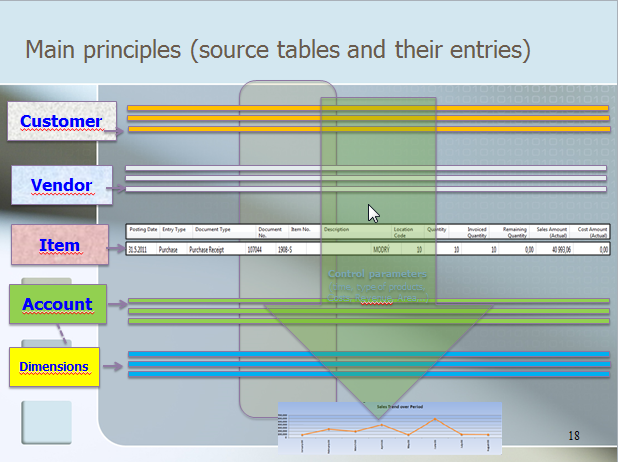 Main principles (source tables and their entries)
Customer
Vendor
Posting Date Entry Type Document Type Document No. Item No. Description Location Code Quantity Invoiced Quantity Remaining Quantity Sales Amount (Actual) Cost Amount (Actual)
Item
31.5.2011 Purchase Purchase Receipt 107044 1908-S MODRY 10 10 10 0,00 40 993,06 0,00
Control parameters
Account
Dimensions
Sales Trend over Period
18